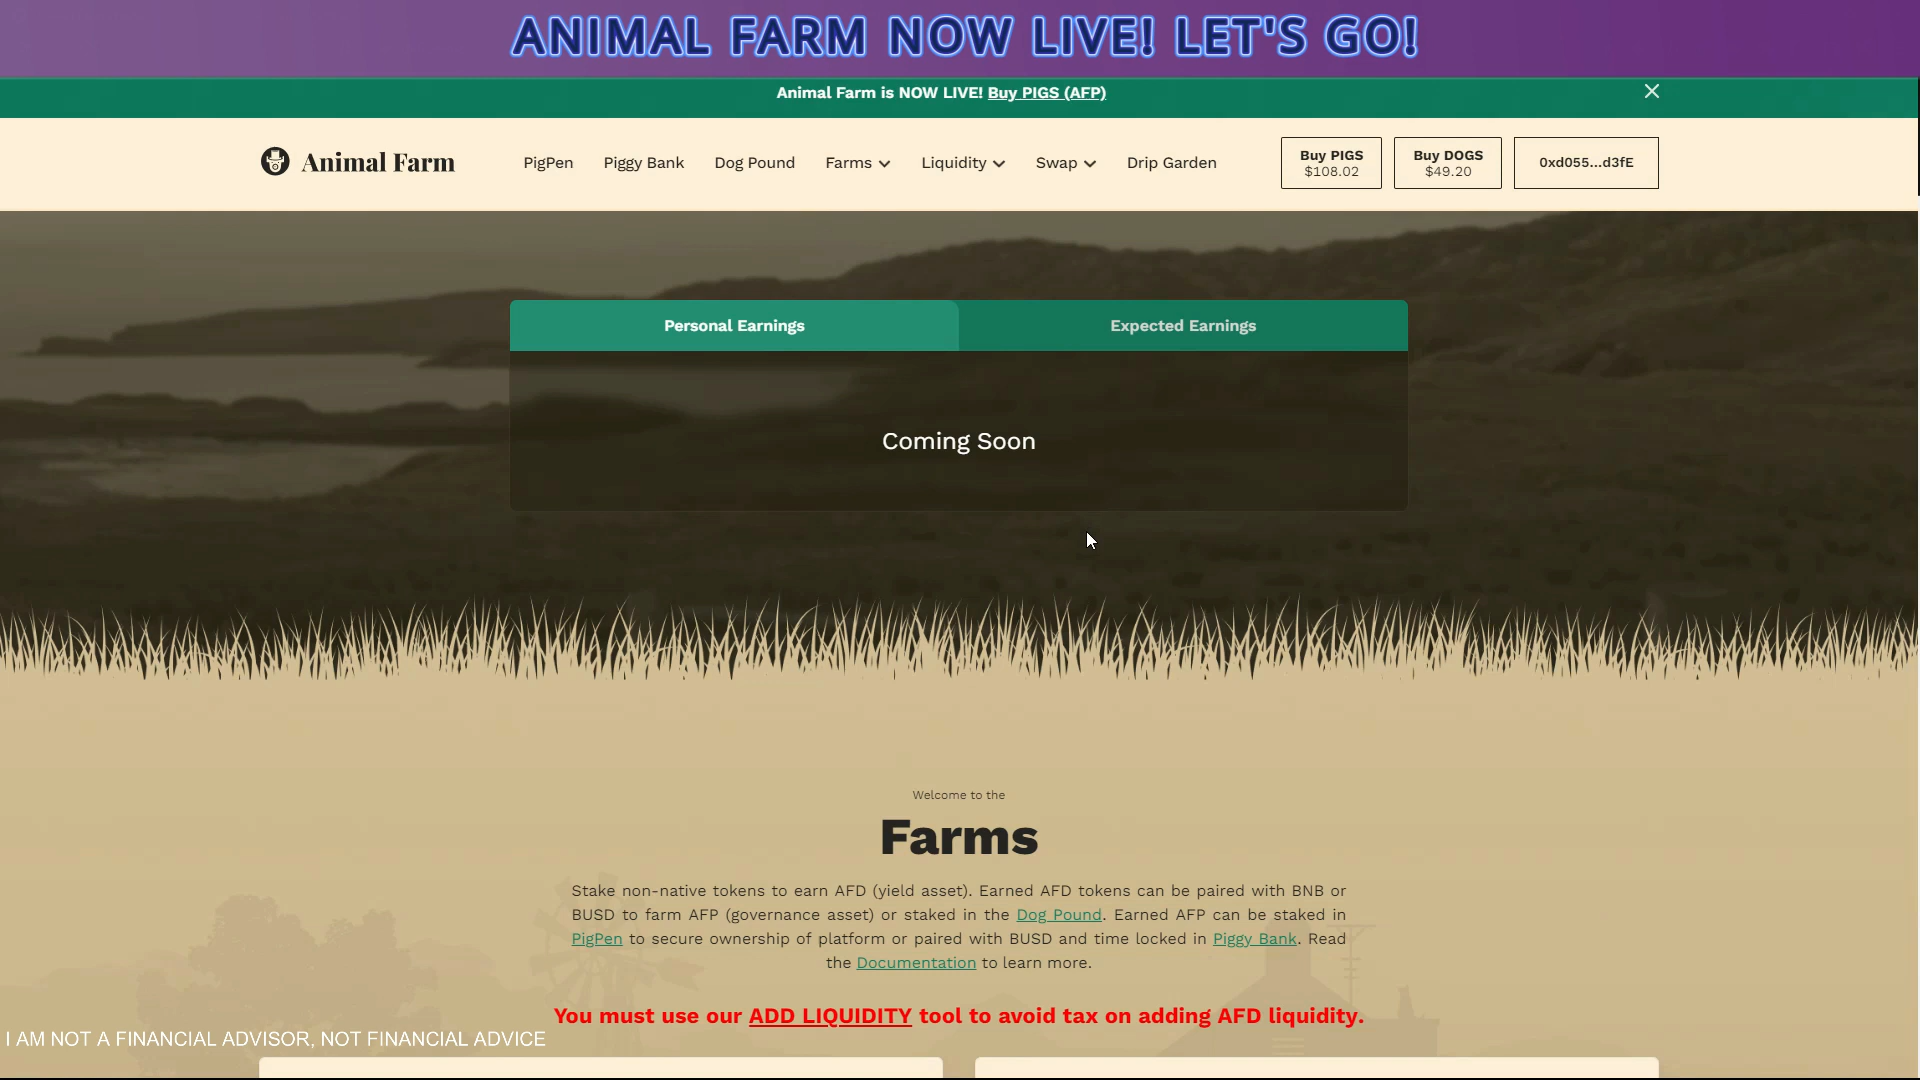 ANIMAL FARM NOW LIVE! LET'S GO!
Animal Farm is NOW LIVE! Buy PIGS (AFP)
Animal Farm
PigPen
Piggy Bank
Dog Pound
Farms
Liquidity
Swap
Drip Garden
Buy PIGS
$108.02
Buy DOGS
$49.20
0xd055...d3fE
Personal Earnings
Expected Earnings
Coming Soon
Welcome to the
Farms
Stake non-native tokens to earn AFD (yield asset). Earned AFD tokens can be paired with BNB or
BUSD to farm AFP (governance asset) or staked in the Dog Pound. Earned AFP can be staked in
PigPen to secure ownership of platform or paired with BUSD and time locked in Piggy Bank. Read
the Documentation to learn more.
You must use our ADD LIQUIDITY tool to avoid tax on adding AFD liquidity.
I AM NOT A FINANCIAL ADVISOR, NOT FINANCIAL ADVICE